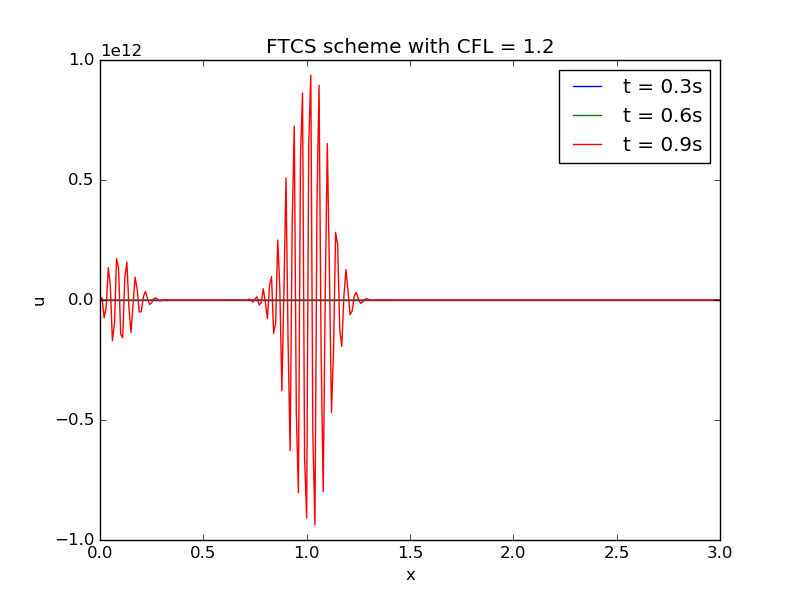 FTCS scheme with CFL = 1.2
1e12
1.0
0.5
0.0
−0.5
−1.0
u
t = 0.3s
t = 0.6s
t = 0.9s
0.0 0.5 1.0 1.5 2.0 2.5 3.0
x